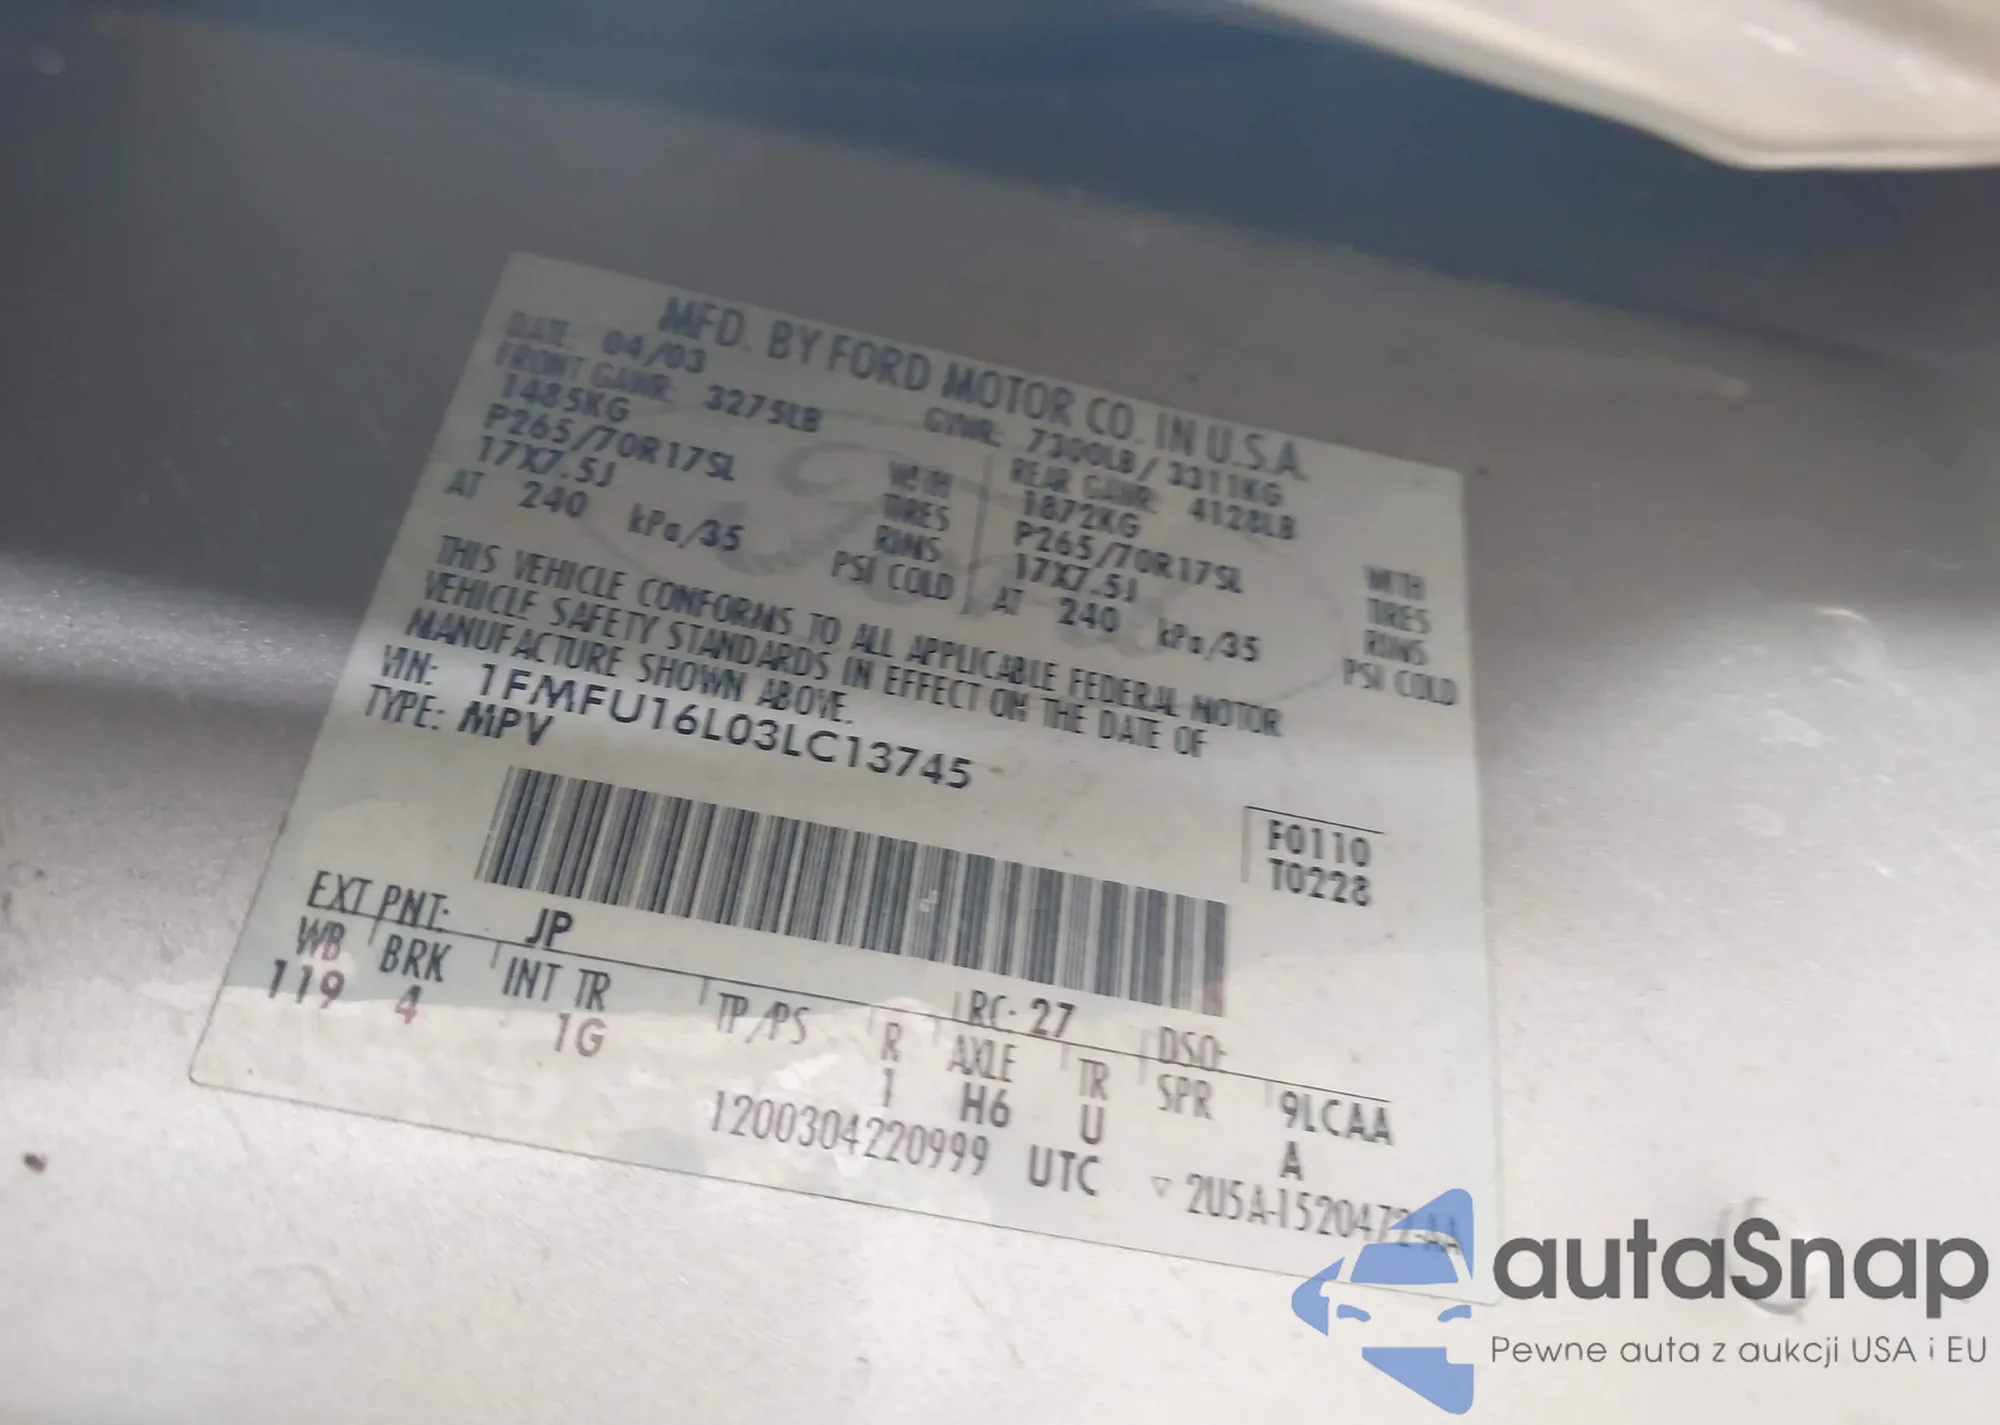 MFD. BY FORD MOTOR CO. IN U.S.A.
DATE: 04/03 GVWR: 7300LB/ 3311KG
FRONT GAWR: 3275LB REAR GAWR: 4128LB
1485KG WITH 1872KG WITH
P265/70R17SL TIRES P265/70R17SL TIRES
17X7.5J RIMS 17X7.5J RIMS
AT 240 kPa/35 PSI COLD AT 240 kPa/35 PSI COLD
THIS VEHICLE CONFORMS TO ALL APPLICABLE FEDERAL MOTOR
VEHICLE SAFETY STANDARDS IN EFFECT ON THE DATE OF
MANUFACTURE SHOWN ABOVE.
VIN: 1FMFU16L03LC13745
TYPE: MPV
F0110
T0228
EXT PNT: JP RC: 27 DSO:
WB BRK INT TR TP/PS R AXLE TR SPR 9LCAA
119 4 1G 1 H6 U A
1200304220999 UTC ▽ 2U5A-1520472-AA
autaSnap
Pewne auta z aukcji USA i EU